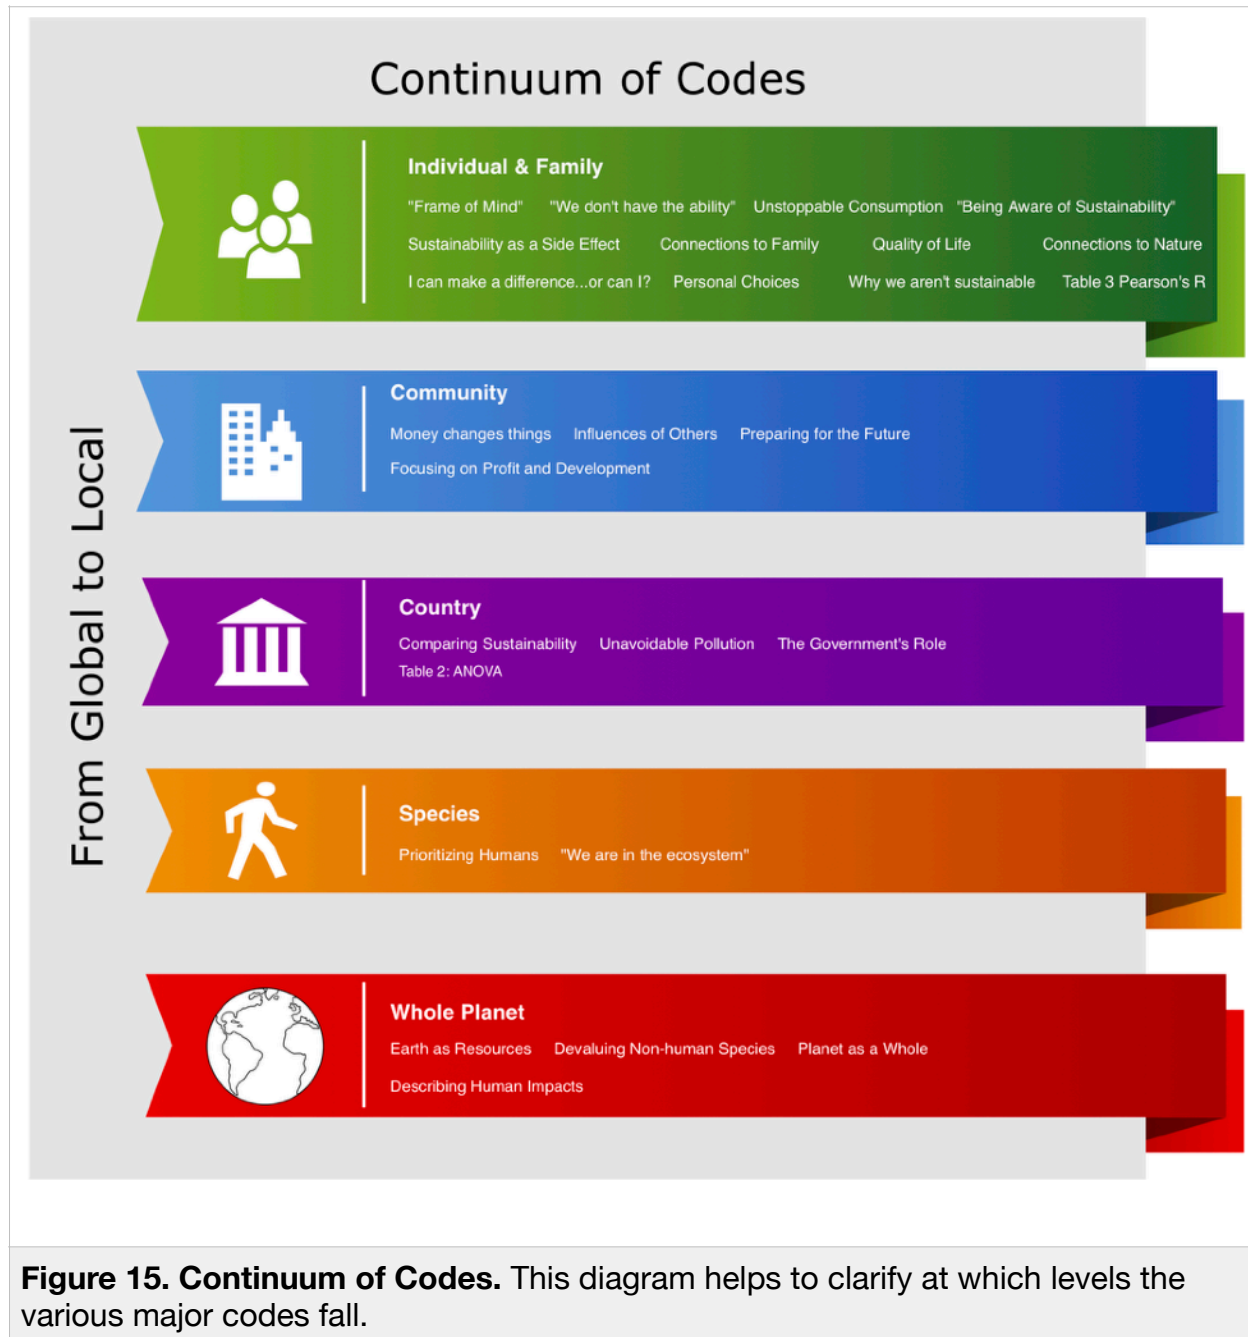 Continuum of Codes
From Global to Local
Individual & Family
"Frame of Mind" "We don't have the ability" Unstoppable Consumption "Being Aware of Sustainability"
Sustainability as a Side Effect Connections to Family Quality of Life Connections to Nature
I can make a difference...or can I? Personal Choices Why we aren't sustainable Table 3 Pearson's R
Community
Money changes things Influences of Others Preparing for the Future
Focusing on Profit and Development
Country
Comparing Sustainability Unavoidable Pollution The Government's Role
Table 2: ANOVA
Species
Prioritizing Humans "We are in the ecosystem"
Whole Planet
Earth as Resources Devaluing Non-human Species Planet as a Whole
Describing Human Impacts
Figure 15. Continuum of Codes. This diagram helps to clarify at which levels the
various major codes fall.